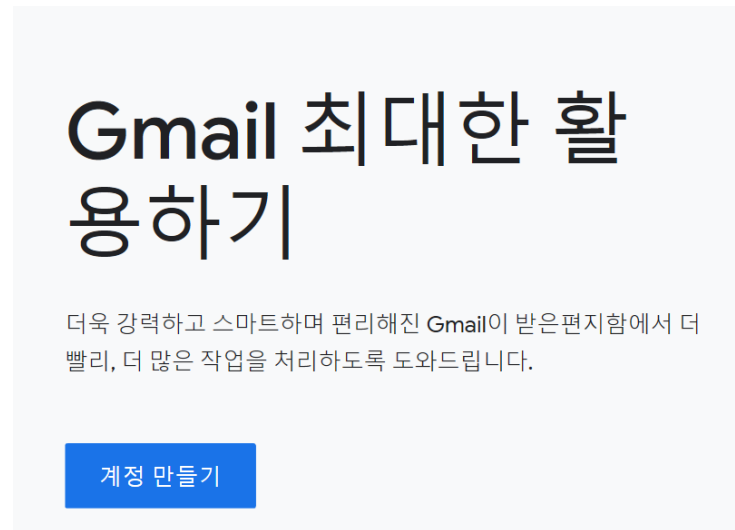 Gmail 최대한 활
용하기
더욱 강력하고 스마트하며 편리해진 Gmail이 받은편지함에서 더
빨리, 더 많은 작업을 처리하도록 도와드립니다.
계정 만들기